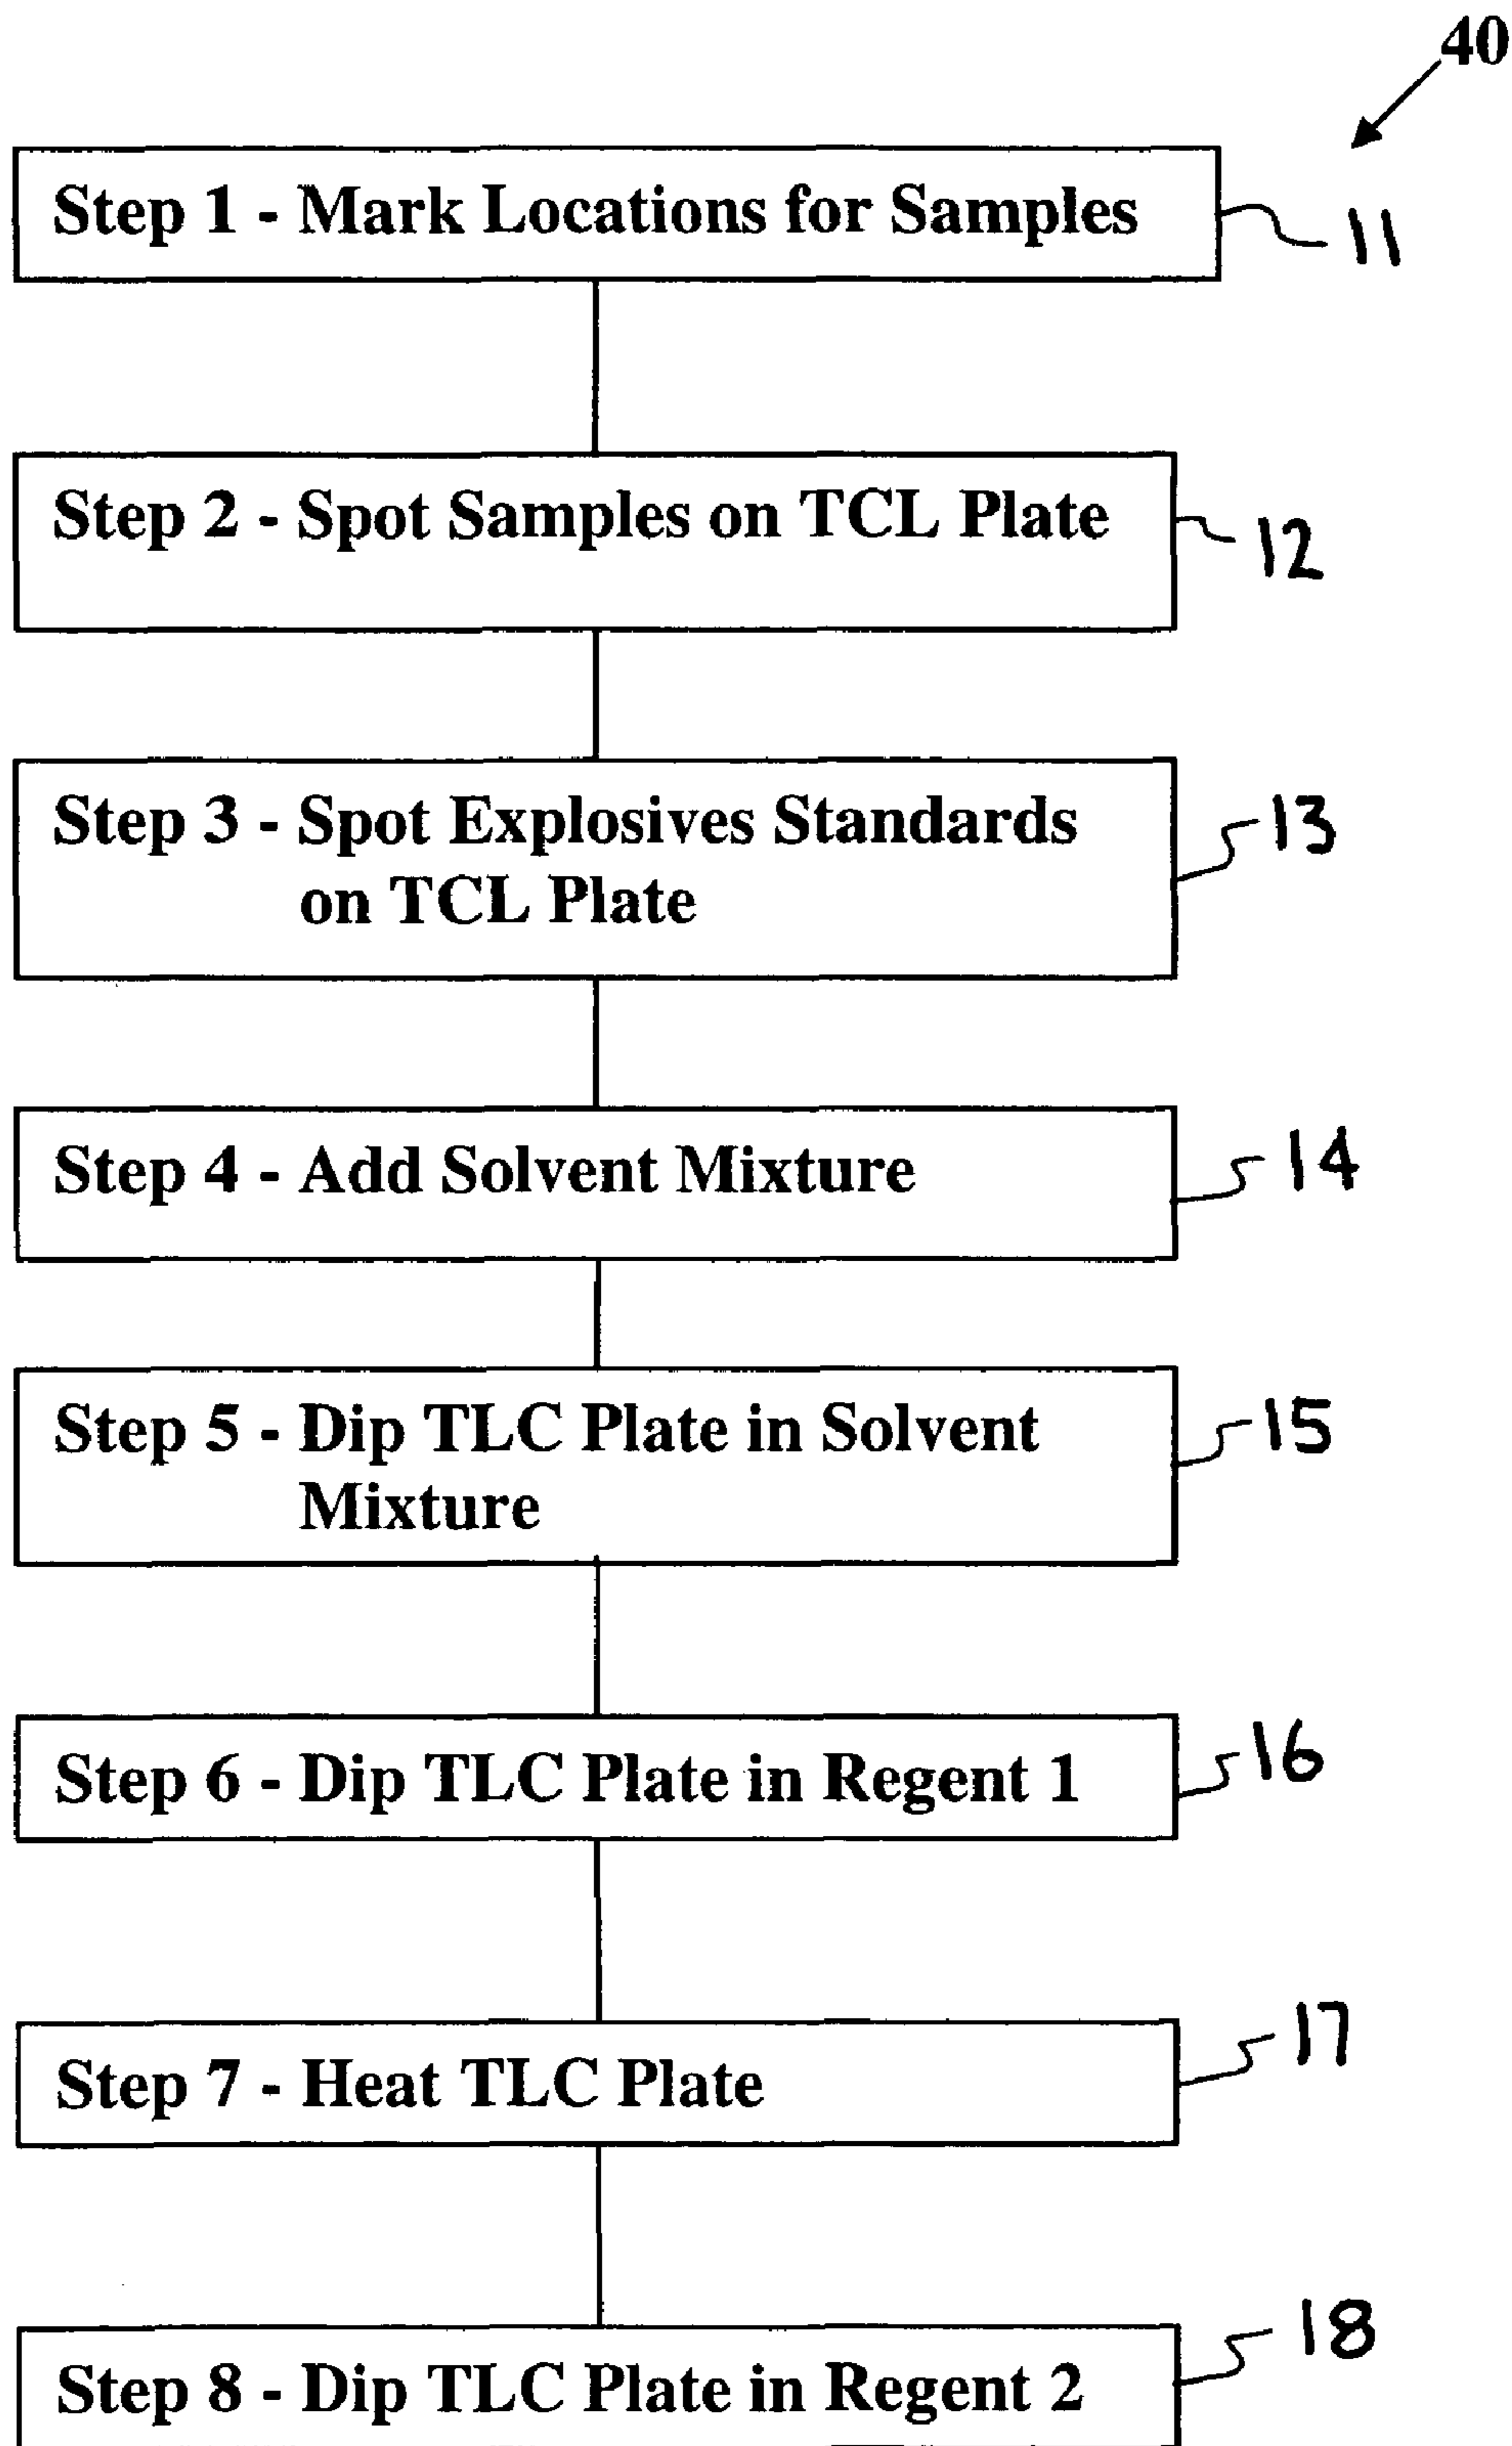 40
Step 1 - Mark Locations for Samples
11
Step 2 - Spot Samples on TCL Plate
12
Step 3 - Spot Explosives Standards
on TCL Plate
13
Step 4 - Add Solvent Mixture
14
Step 5 - Dip TLC Plate in Solvent
Mixture
15
Step 6 - Dip TLC Plate in Regent 1
16
Step 7 - Heat TLC Plate
17
Step 8 - Dip TLC Plate in Regent 2
18